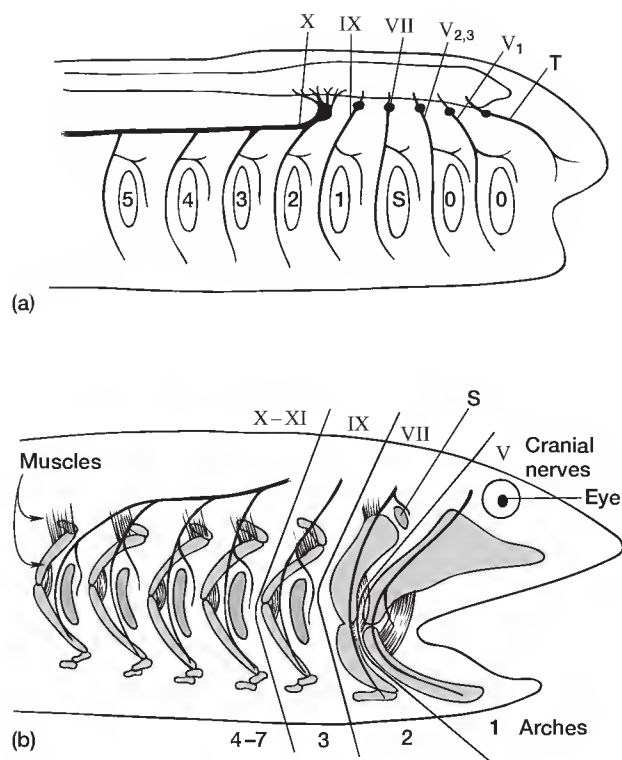 X IX VII V2,3 V1 T
5 4 3 2 1 S 0 0
(a)
X–XI IX VII S
V Cranial nerves
Muscles
Eye
4–7 3 2 1 Arches
(b)